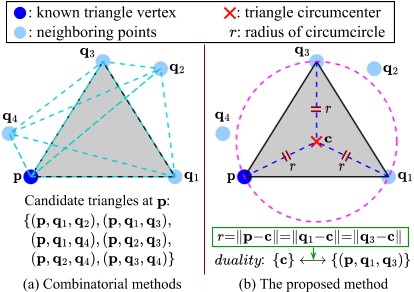 : known triangle vertex
: triangle circumcenter
: neighboring points
r: radius of circumcircle
q₃
q₂
q₄
p
q₁
Candidate triangles at p:
{(p,q₁,q₂),(p,q₁,q₃),
(p,q₁,q₄),(p,q₂,q₃),
(p,q₂,q₄),(p,q₃,q₄)}
(a) Combinatorial methods
q₃
q₂
q₄
r
c
r
r
p
q₁
r=‖p−c‖=‖q₁−c‖=‖q₃−c‖
duality: {c} ⟷ {(p,q₁,q₃)}
(b) The proposed method